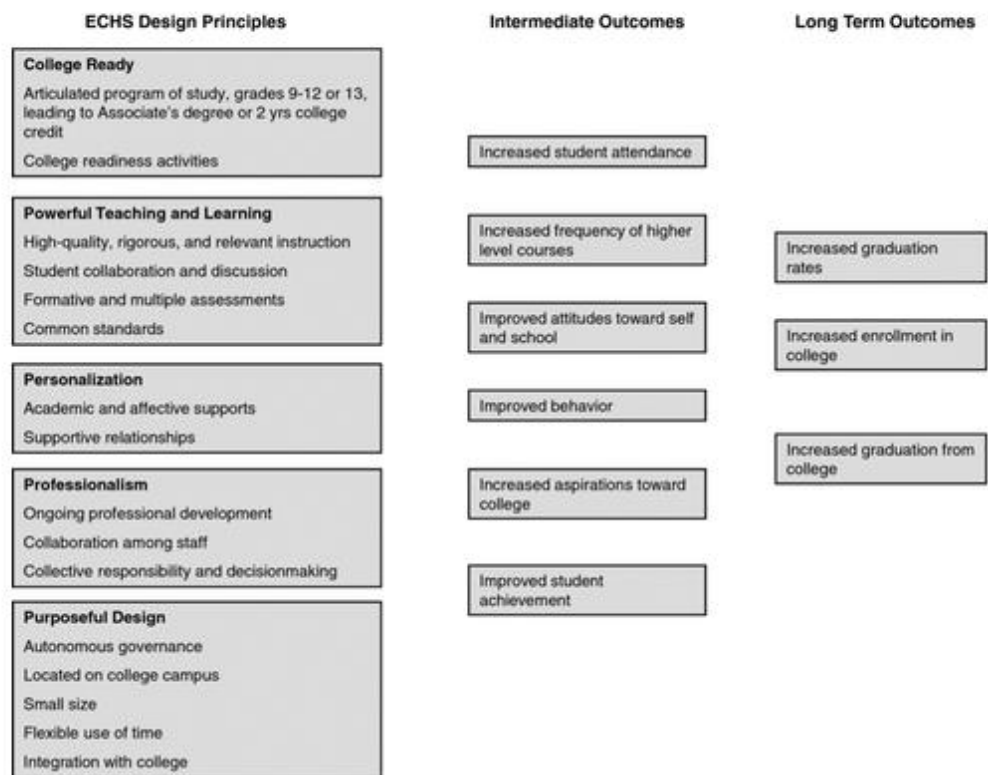 ECHS Design Principles
College Ready
Articulated program of study, grades 9-12 or 13,
leading to Associate's degree or 2 yrs college
credit
College readiness activities
Powerful Teaching and Learning
High-quality, rigorous, and relevant instruction
Student collaboration and discussion
Formative and multiple assessments
Common standards
Personalization
Academic and affective supports
Supportive relationships
Professionalism
Ongoing professional development
Collaboration among staff
Collective responsibility and decisionmaking
Purposeful Design
Autonomous governance
Located on college campus
Small size
Flexible use of time
Integration with college
Intermediate Outcomes
Increased student attendance
Increased frequency of higher
level courses
Improved attitudes toward self
and school
Improved behavior
Increased aspirations toward
college
Improved student
achievement
Long Term Outcomes
Increased graduation
rates
Increased enrollment in
college
Increased graduation from
college